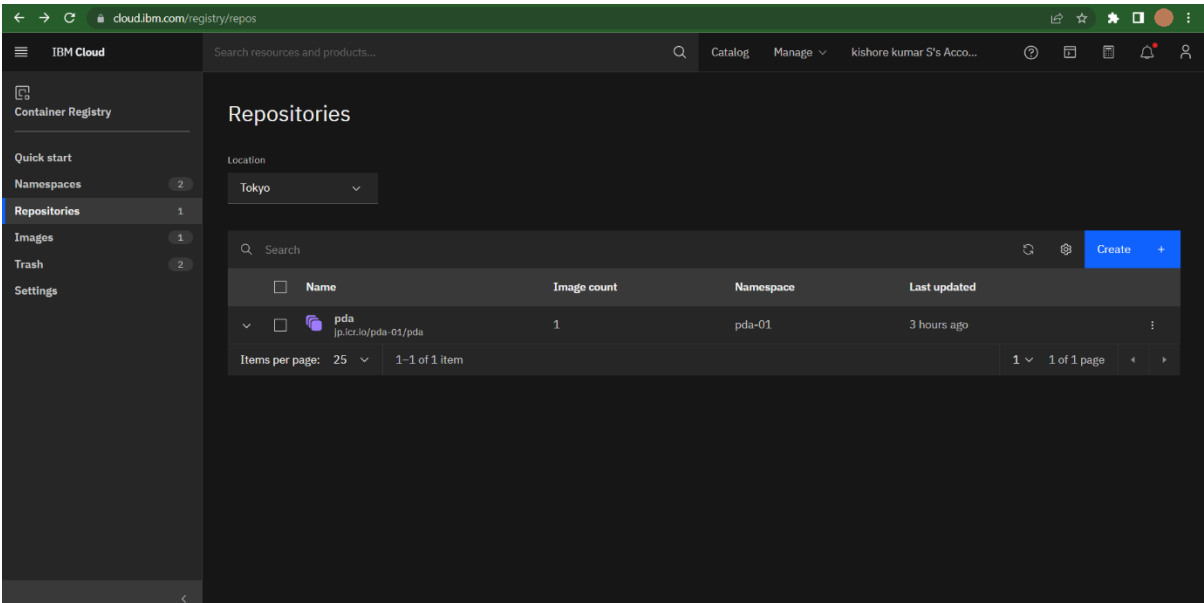 cloud.ibm.com/registry/repos
IBM Cloud
Search resources and products...
Catalog
Manage
kishore kumar S's Acco...
Container Registry
Quick start
Namespaces 2
Repositories 1
Images 1
Trash 2
Settings
Repositories
Location
Tokyo
Search
Create +
Name Image count Namespace Last updated
pda 1 pda-01 3 hours ago
jp.icr.io/pda-01/pda
Items per page: 25 1–1 of 1 item 1 1 of 1 page